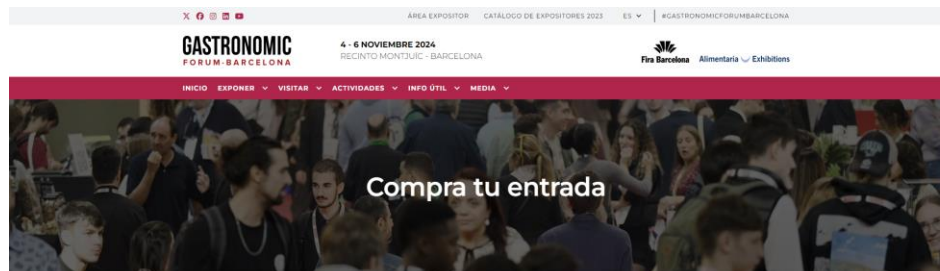 ÁREA EXPOSITOR CATÁLOGO DE EXPOSITORES 2023 ES #GASTRONOMICFORUMBARCELONA
GASTRONOMIC
FORUM-BARCELONA
4 - 6 NOVIEMBRE 2024
RECINTO MONTJUÏC - BARCELONA
Fira Barcelona Alimentaria Exhibitions
INICIO EXPONER VISITAR ACTIVIDADES INFO ÚTIL MEDIA
Compra tu entrada